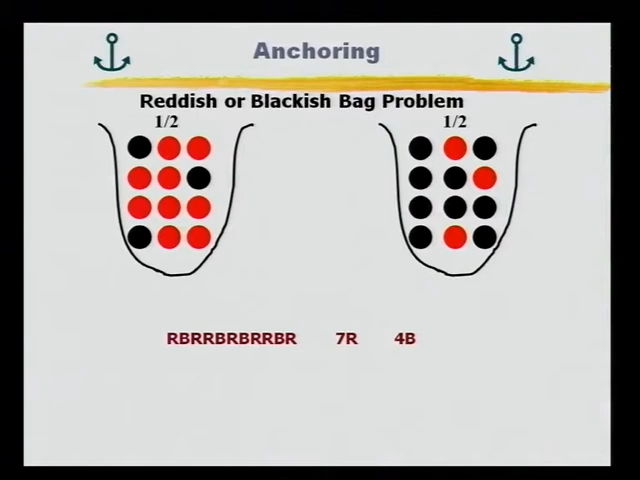 Anchoring
Reddish or Blackish Bag Problem
1/2 1/2
RBRRBRBRRBR 7R 4B